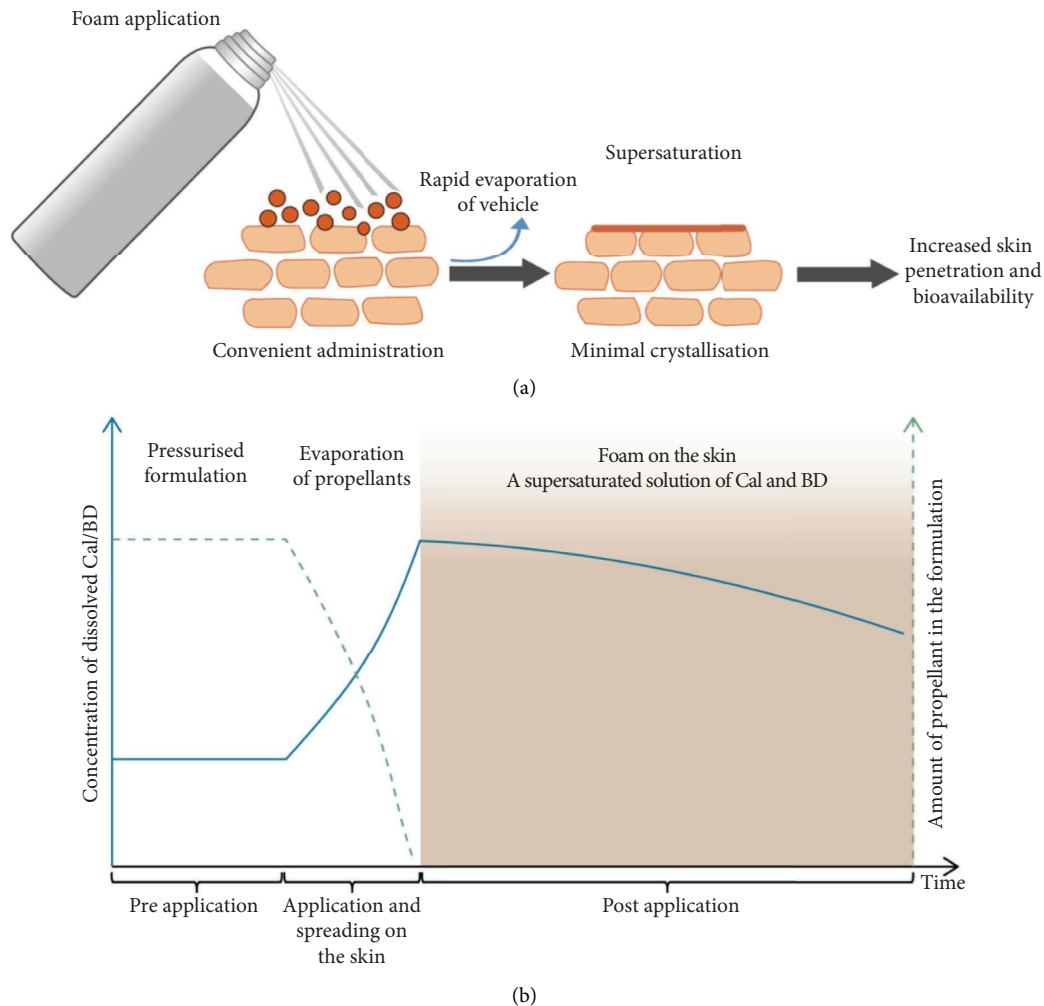 Foam application
Rapid evaporation
of vehicle
Supersaturation
Increased skin
penetration and
bioavailability
Convenient administration
Minimal crystallisation
(a)
Concentration of dissolved Cal/BD
Pressurised
formulation
Evaporation
of propellants
Foam on the skin
A supersaturated solution of Cal and BD
Amount of propellant in the formulation
Time
Pre application
Application and
spreading on
the skin
Post application
(b)